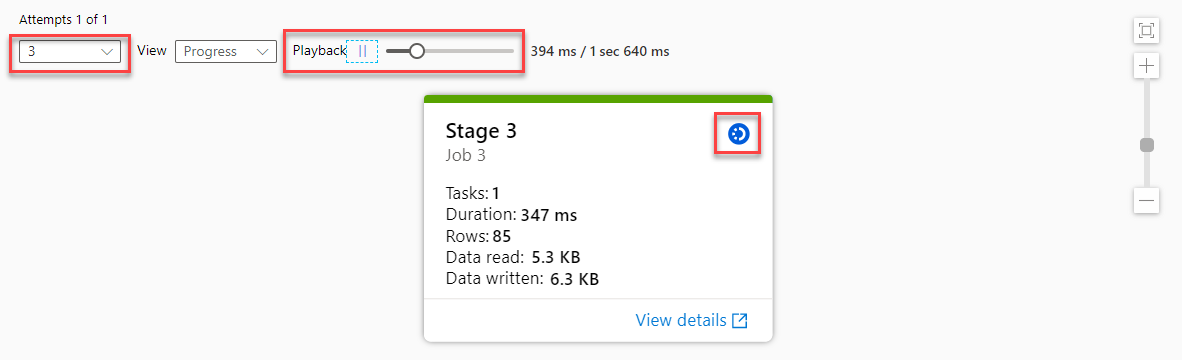 Attempts 1 of 1
3 View Progress Playback 394 ms / 1 sec 640 ms
Stage 3
Job 3
Tasks: 1
Duration: 347 ms
Rows: 85
Data read: 5.3 KB
Data written: 6.3 KB
View details